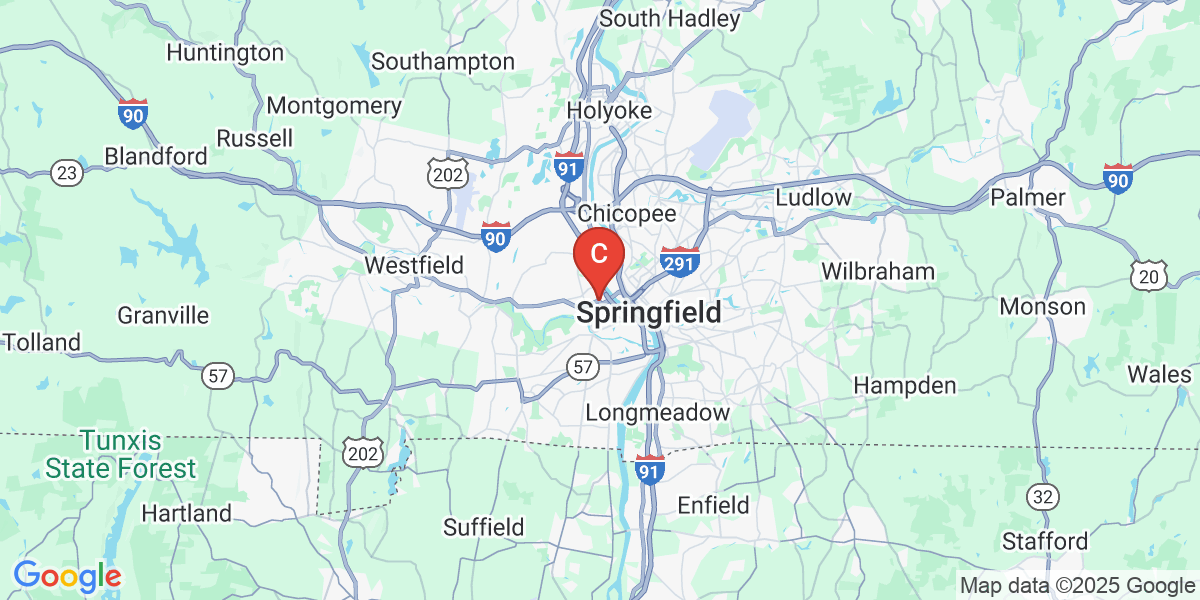 South Hadley
Huntington
Southampton
Montgomery
Holyoke
90
Russell
Blandford
91
202
23
90
Palmer
Ludlow
Chicopee
90
C
291
Westfield
Wilbraham
20
Granville
Springfield
Monson
Tolland
57
57
Wales
Hampden
Longmeadow
Tunxis
State Forest
202
91
32
Hartland
Enfield
Suffield
Stafford
Google
Map data ©2025 Google